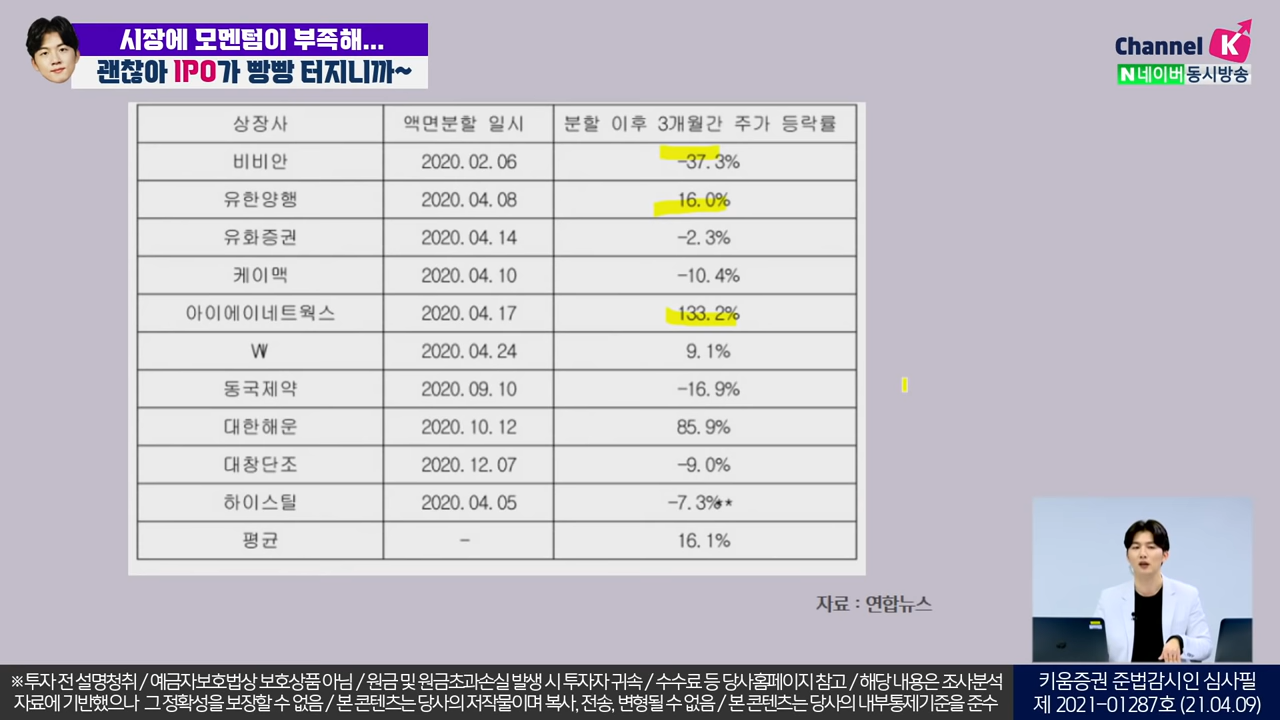 시장에 모멘텀이 부족해...
괜찮아 IPO가 빵빵 터지니까~
Channel K
N 네이버 동시방송
상장사 액면분할 일시 분할 이후 3개월간 주가 등락률
비비안 2020.02.06 -37.3%
유한양행 2020.04.08 16.0%
유화증권 2020.04.14 -2.3%
케이맥 2020.04.10 -10.4%
아이에이네트웍스 2020.04.17 133.2%
W 2020.04.24 9.1%
동국제약 2020.09.10 -16.9%
대한해운 2020.10.12 85.9%
대창단조 2020.12.07 -9.0%
하이스틸 2020.04.05 -7.3%**
평균 - 16.1%
자료 : 연합뉴스
※투자 전 설명청취 / 예금자보호법상 보호상품 아님 / 원금 및 원금초과손실 발생 시 투자자 귀속 / 수수료 등 당사홈페이지 참고 / 해당 내용은 조사분석
자료에 기반했으나 그 정확성을 보장할 수 없음 / 본 콘텐츠는 당사의 저작물이며 복사, 전송, 변형될 수 없음 / 본 콘텐츠는 당사의 내부통제기준을 준수
키움증권 준법감시인 심사필
제 2021-01287호 (21.04.09)